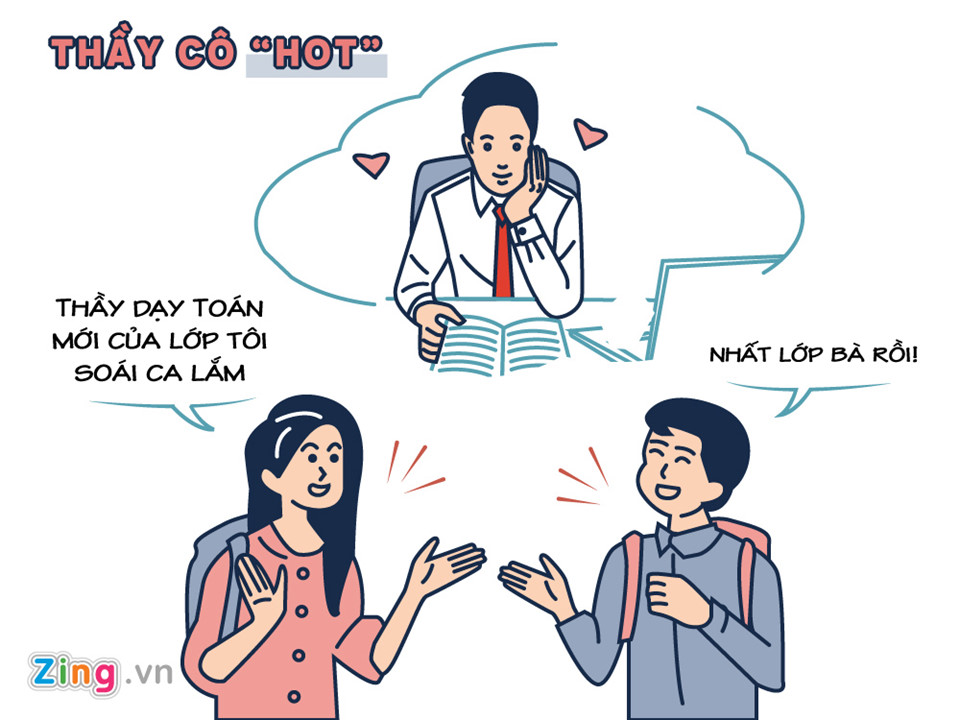 THẦY CÔ “HOT”
THẦY DẠY TOÁN
MỚI CỦA LỚP TÔI
SOÁI CA LẮM
NHẤT LỚP BÀ RỒI!
Zing.vn